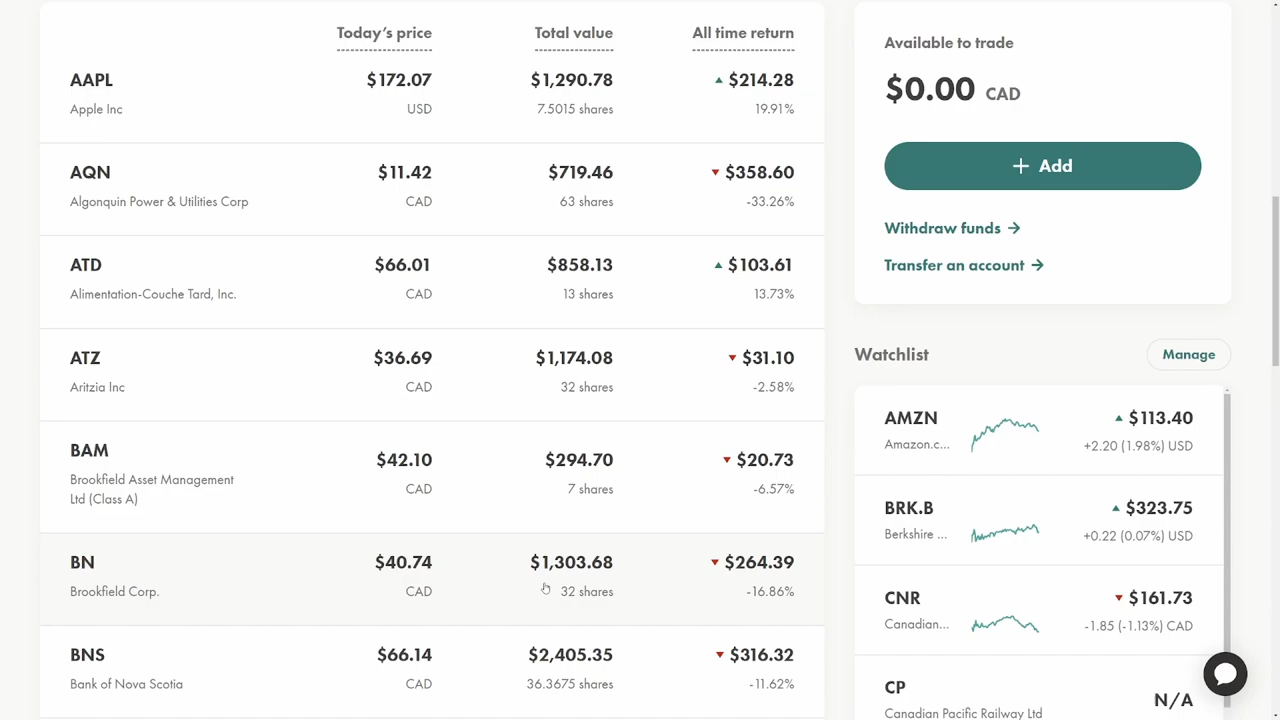 Today's price Total value All time return
AAPL $172.07 $1,290.78 $214.28
Apple Inc USD 7.5015 shares 19.91%
AQN $11.42 $719.46 $358.60
Algonquin Power & Utilities Corp CAD 63 shares -33.26%
ATD $66.01 $858.13 $103.61
Alimentation-Couche Tard, Inc. CAD 13 shares 13.73%
ATZ $36.69 $1,174.08 $31.10
Aritzia Inc CAD 32 shares -2.58%
BAM $42.10 $294.70 $20.73
Brookfield Asset Management
Ltd (Class A) CAD 7 shares -6.57%
BN $40.74 $1,303.68 $264.39
Brookfield Corp. CAD 32 shares -16.86%
BNS $66.14 $2,405.35 $316.32
Bank of Nova Scotia CAD 36.3675 shares -11.62%
Available to trade
$0.00 CAD
+ Add
Withdraw funds →
Transfer an account →
Watchlist Manage
AMZN $113.40
Amazon.c... +2.20 (1.98%) USD
BRK.B $323.75
Berkshire ... +0.22 (0.07%) USD
CNR $161.73
Canadian... -1.85 (-1.13%) CAD
CP N/A
Canadian Pacific Railway Ltd